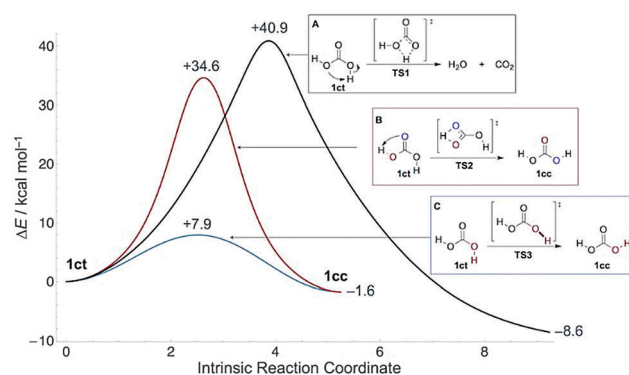 +40.9
+34.6
+7.9
−1.6
−8.6
1ct
1cc
40
30
20
10
0
−10
ΔE / kcal mol⁻¹
0
2
4
6
8
Intrinsic Reaction Coordinate
A
O
HO
O
H
1ct
O
HO
O
H
‡
TS1
H₂O + CO₂
B
O
H
O
O
H
1ct
O
H
O
O
H
‡
TS2
O
H
O
O
H
1cc
C
O
H
O
O
H
1ct
O
H
O
O
H
‡
TS3
O
H
O
O
H
1cc